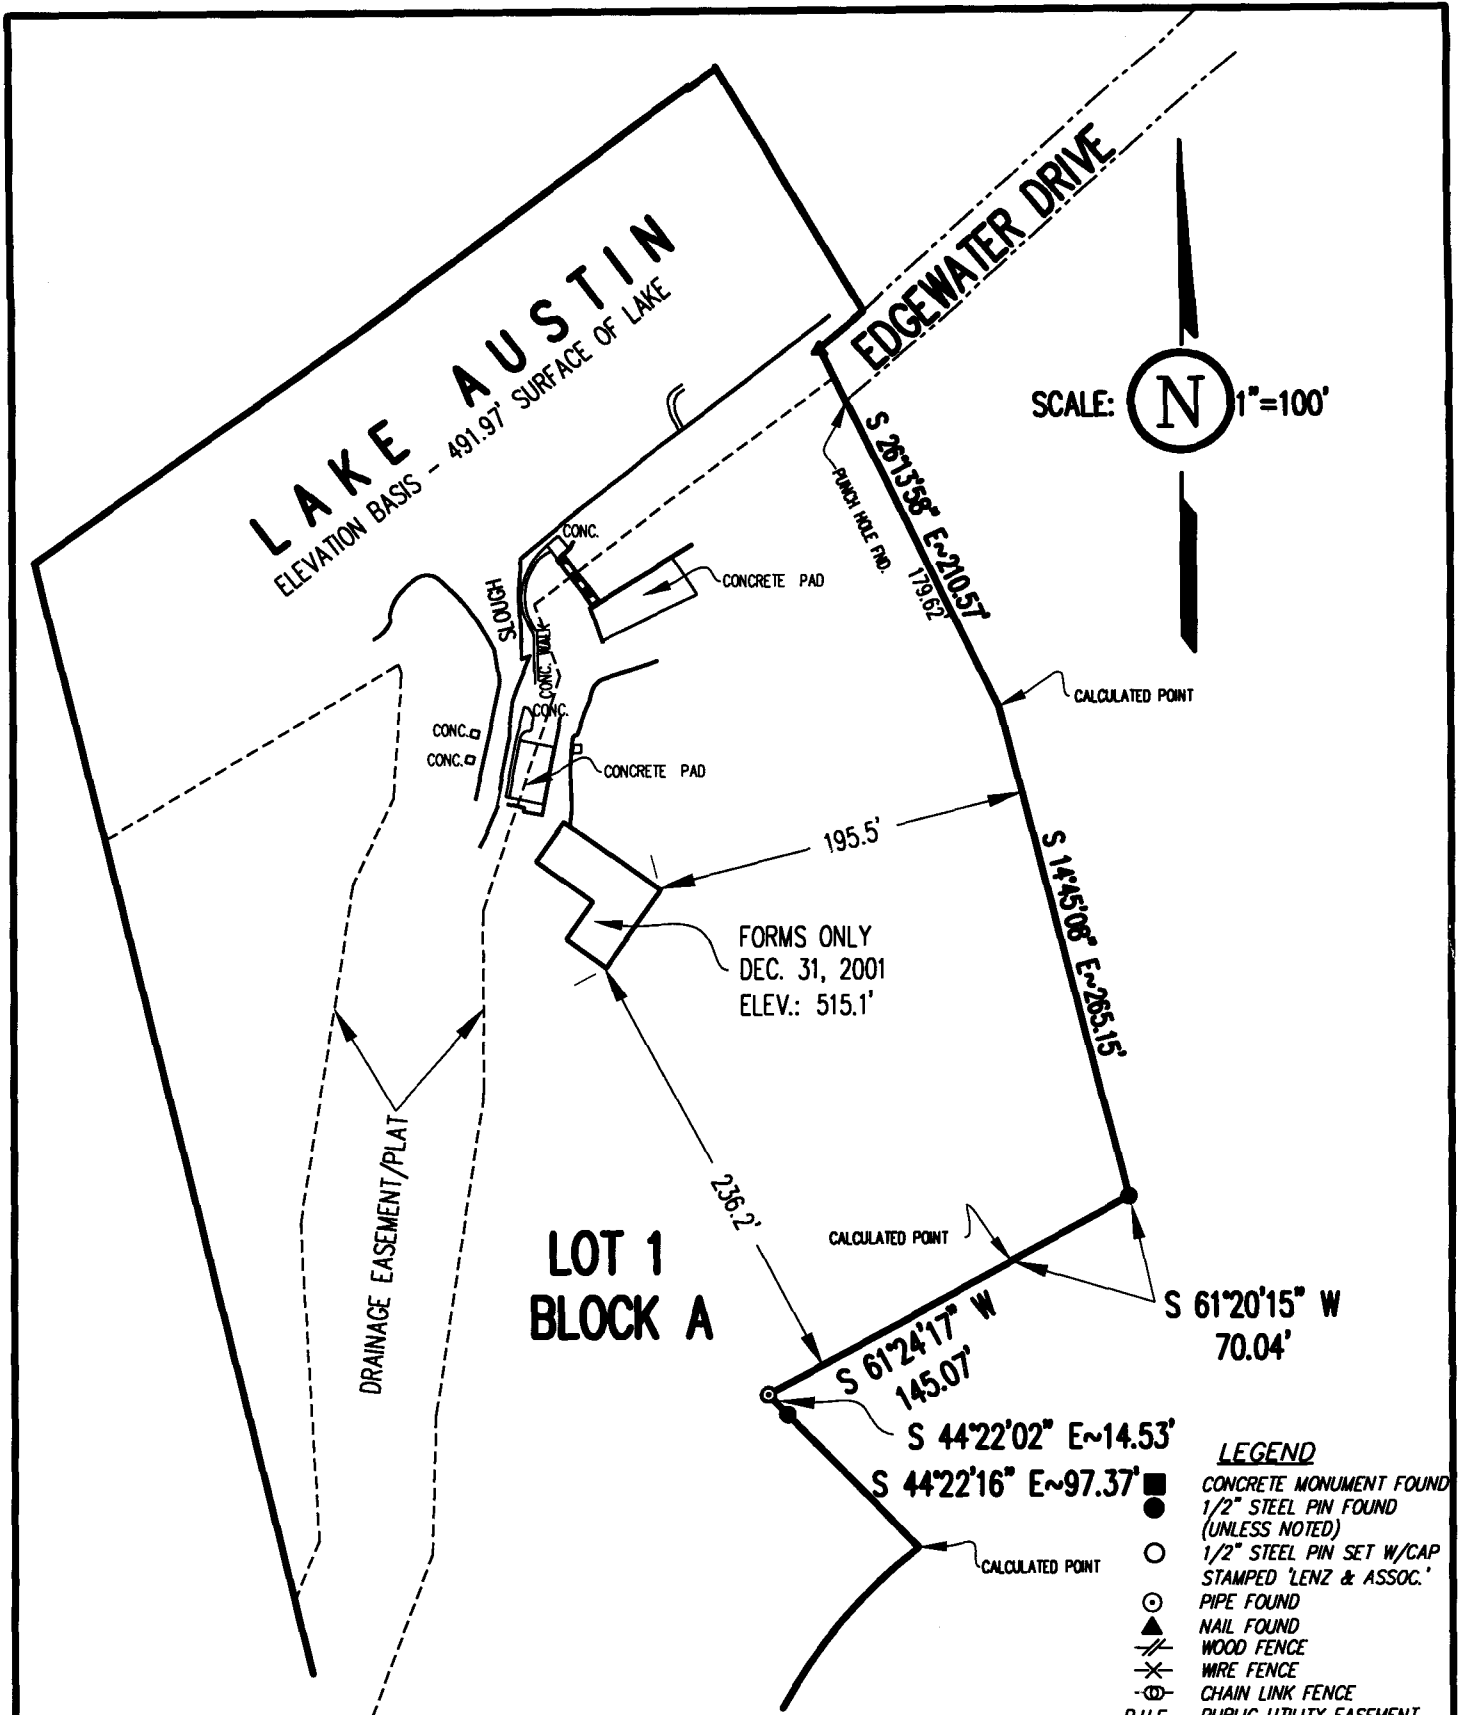 LAKE AUSTIN
ELEVATION BASIS - 491.97' SURFACE OF LAKE
EDGEWATER DRIVE
SCALE:
N
1"=100'
S 26°13'58" E~210.57'
179.62'
PUNCH HOLE FND.
CONC.
CONCRETE PAD
SLOUGH
CONC. WALK
CONC.
CONC.
CONC.
CONCRETE PAD
CALCULATED POINT
195.5'
S 14°45'08" E~265.15'
FORMS ONLY
DEC. 31, 2001
ELEV.: 515.1'
DRAINAGE EASEMENT/PLAT
236.2'
LOT 1
BLOCK A
CALCULATED POINT
S 61°20'15" W
70.04'
S 61°24'17" W
145.07'
S 44°22'02" E~14.53'
S 44°22'16" E~97.37'
CALCULATED POINT
LEGEND
CONCRETE MONUMENT FOUND
1/2" STEEL PIN FOUND
(UNLESS NOTED)
1/2" STEEL PIN SET W/CAP
STAMPED 'LENZ & ASSOC.'
PIPE FOUND
NAIL FOUND
WOOD FENCE
WIRE FENCE
CHAIN LINK FENCE
P.U.E. PUBLIC UTILITY EASEMENT